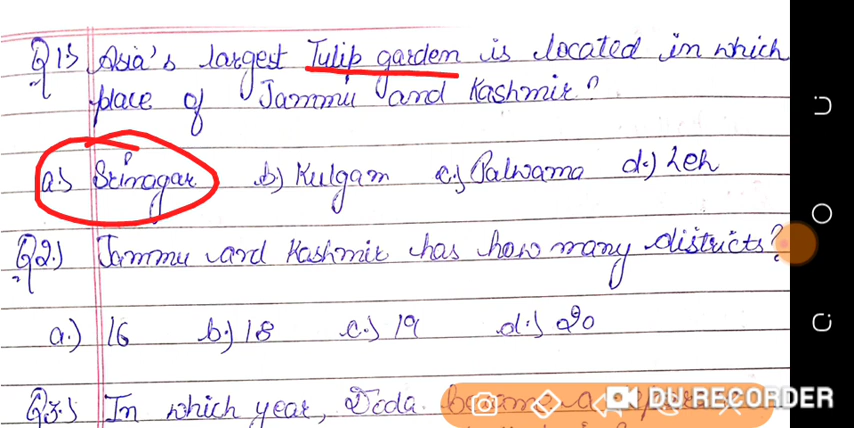 Q1.) Asia's largest Tulip garden is located in which
place of Jammu and Kashmir?
a.) Srinagar b.) Kulgam c.) Pulwama d.) Leh
Q2.) Jammu and Kashmir has how many districts?
a.) 16 b.) 18 c.) 19 d.) 20
Q3.) In which year, Doda became a
DU RECORDER